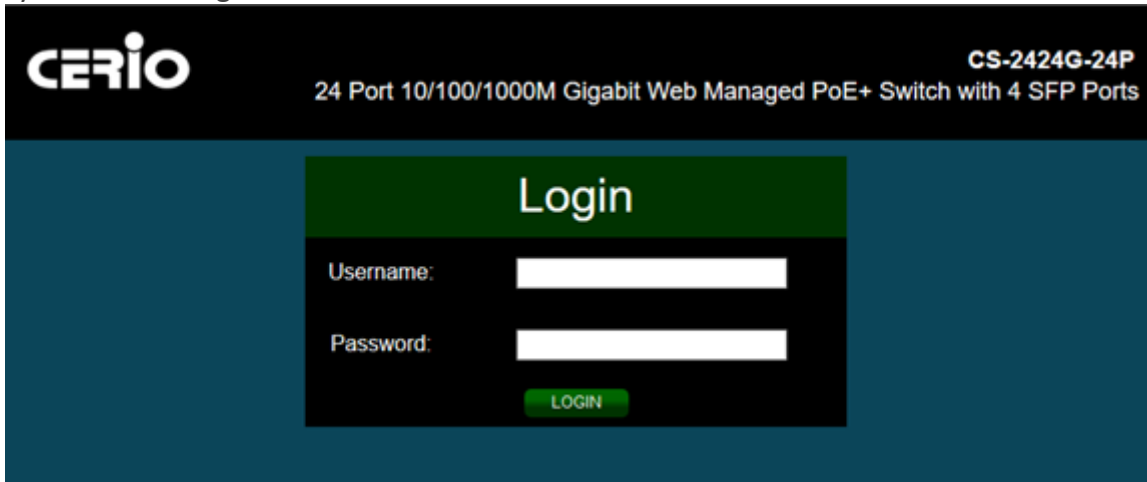 CERIO
CS-2424G-24P
24 Port 10/100/1000M Gigabit Web Managed PoE+ Switch with 4 SFP Ports
Login
Username:
Password:
LOGIN